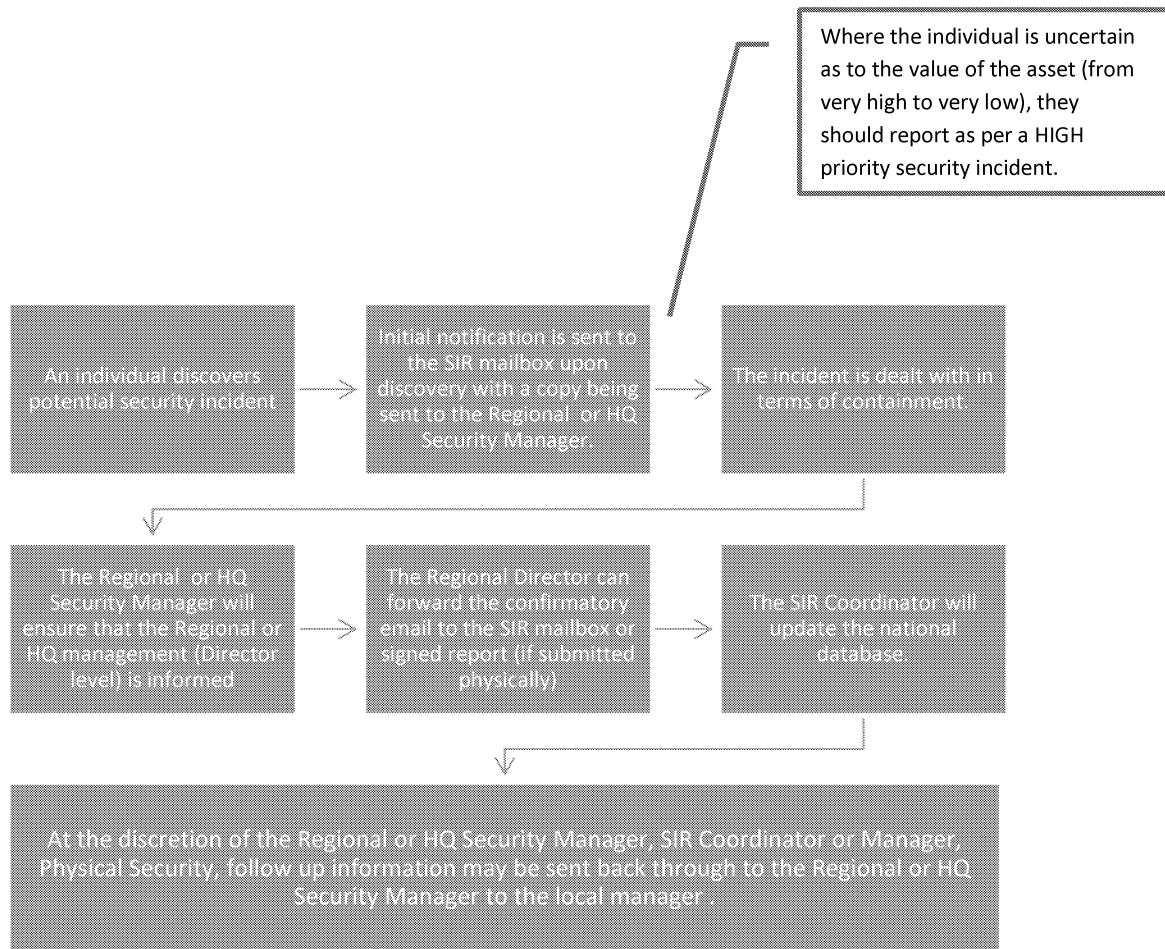 Where the individual is uncertain
as to the value of the asset (from
very high to very low), they
should report as per a HIGH
priority security incident.
An individual discovers
potential security incident
Initial notification is sent to
the SIR mailbox upon
discovery with a copy being
sent to the Regional or HQ
Security Manager.
The incident is dealt with in
terms of containment.
The Regional or HQ
Security Manager will
ensure that the Regional or
HQ management (Director
level) is informed
The Regional Director can
forward the confirmatory
email to the SIR mailbox or
signed report (if submitted
physically)
The SIR Coordinator will
update the national
database.
At the discretion of the Regional or HQ Security Manager, SIR Coordinator or Manager,
Physical Security, follow up information may be sent back through to the Regional or HQ
Security Manager to the local manager .